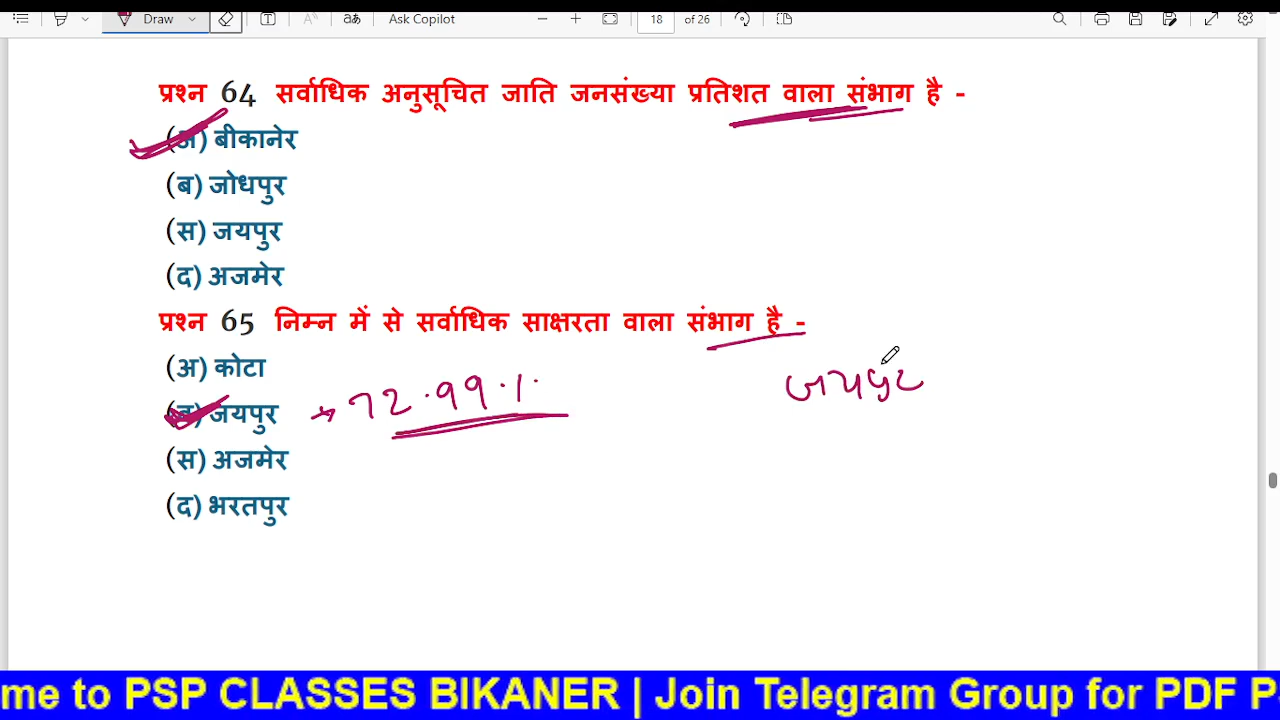 Draw
Ask Copilot
18 of 26
प्रश्न 64 सर्वाधिक अनुसूचित जाति जनसंख्या प्रतिशत वाला संभाग है -
(अ) बीकानेर
(ब) जोधपुर
(स) जयपुर
(द) अजमेर
प्रश्न 65 निम्न में से सर्वाधिक साक्षरता वाला संभाग है -
(अ) कोटा
(ब) जयपुर
72.99%
जयपुर
(स) अजमेर
(द) भरतपुर
me to PSP CLASSES BIKANER | Join Telegram Group for PDF P